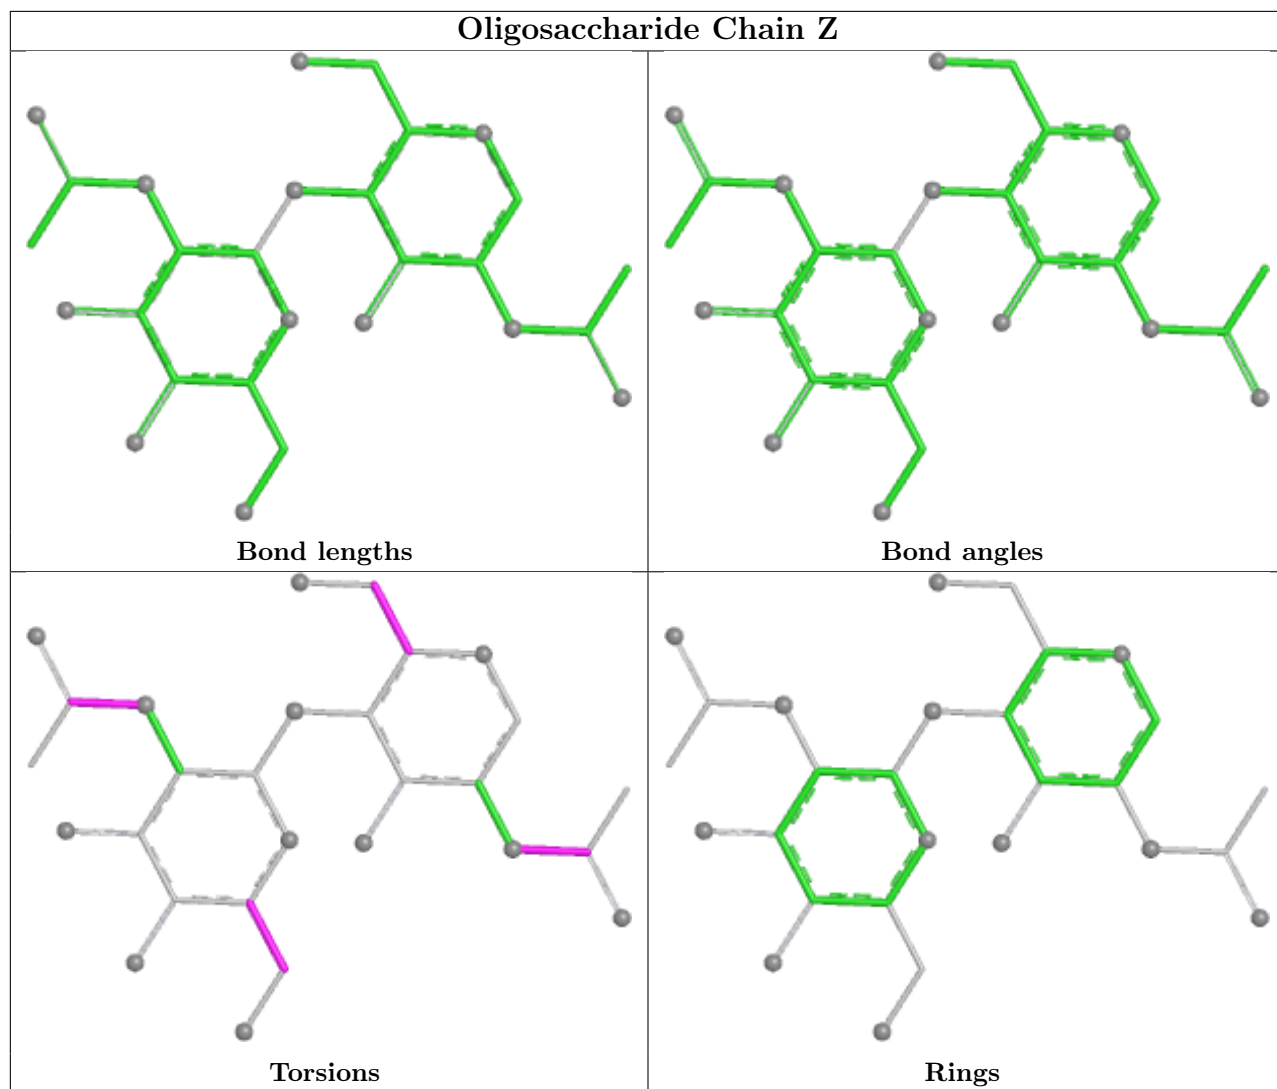 Oligosaccharide Chain Z
Bond lengths
Bond angles
Torsions
Rings